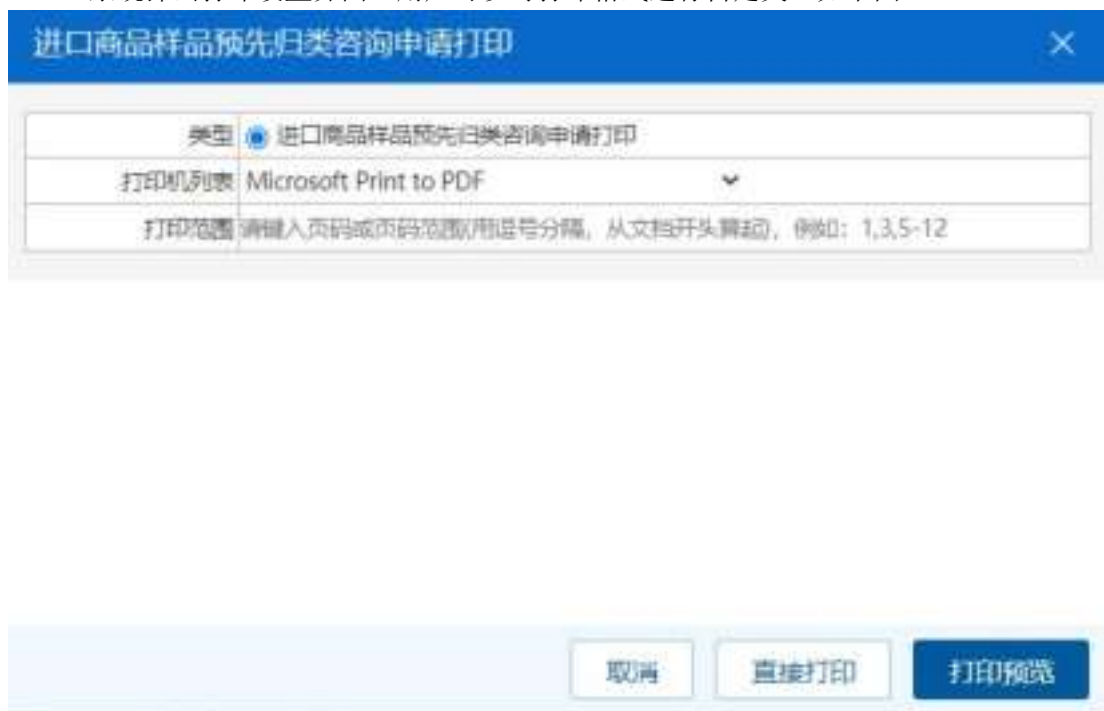 进口商品样品预先归类咨询申请打印
类型 进口商品样品预先归类咨询申请打印
打印机列表 Microsoft Print to PDF
打印范围 请键入页码或页码范围(用逗号分隔，从文档开头算起)，例如：1,3,5-12
取消 直接打印 打印预览